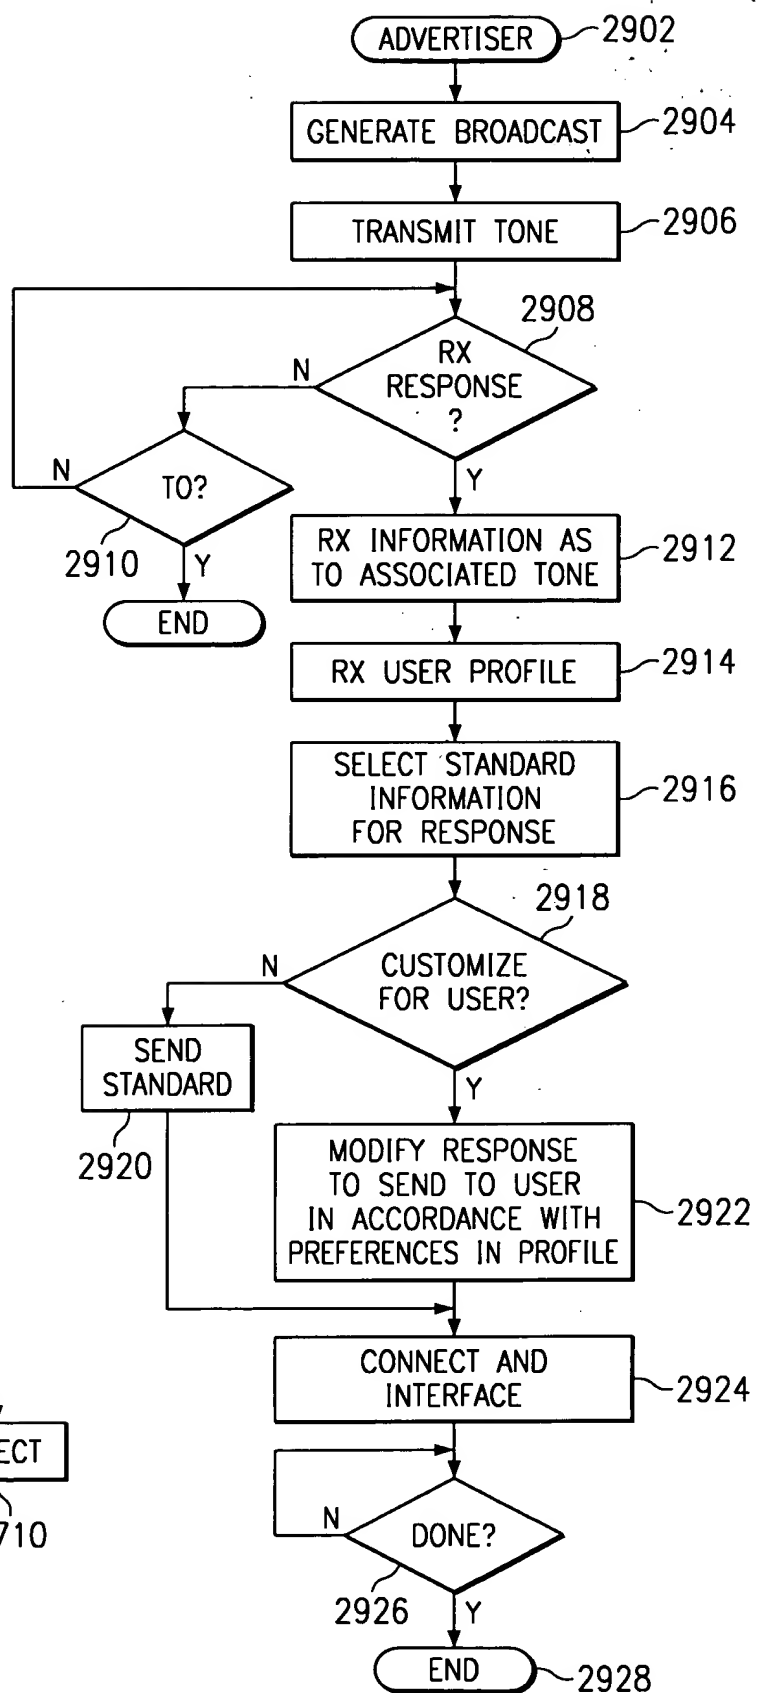 ADVERTISER
2902
GENERATE BROADCAST
2904
TRANSMIT TONE
2906
2908
RX
RESPONSE
?
N
Y
TO?
N
2910
Y
END
RX INFORMATION AS
TO ASSOCIATED TONE
2912
RX USER PROFILE
2914
SELECT STANDARD
INFORMATION
FOR RESPONSE
2916
2918
CUSTOMIZE
FOR USER?
N
Y
SEND
STANDARD
2920
MODIFY RESPONSE
TO SEND TO USER
IN ACCORDANCE WITH
PREFERENCES IN PROFILE
2922
CONNECT AND
INTERFACE
2924
ECT
710
DONE?
N
2926
Y
END
2928